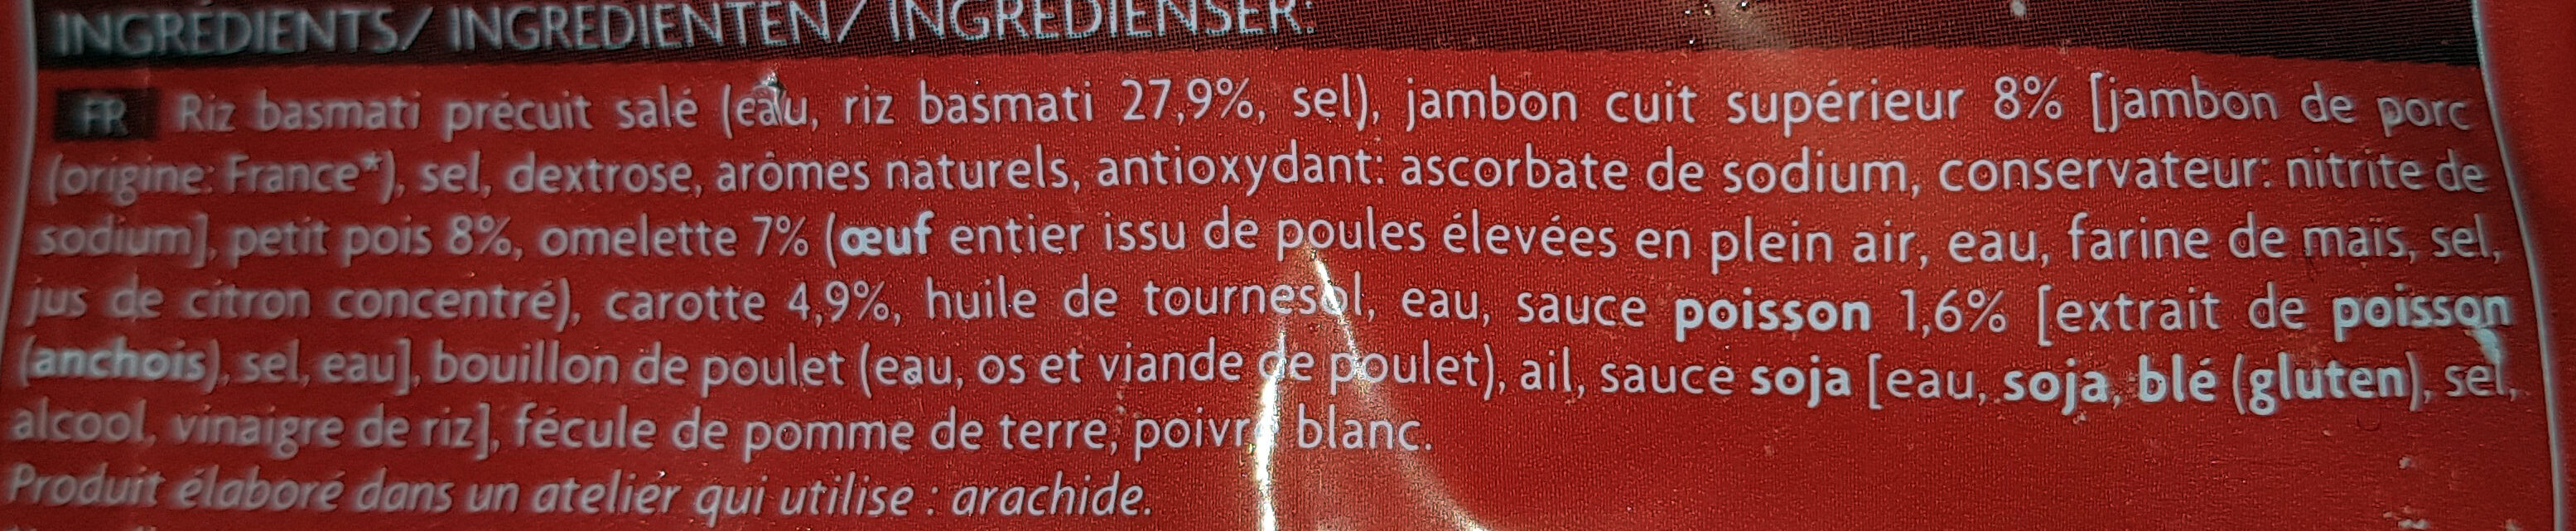 INGRÉDIENTS/ INGREDIENTEN/ INGREDIENSER:
FR Riz basmati précuit salé (eau, riz basmati 27,9%, sel), jambon cuit supérieur 8% [jambon de porc
(origine: France*), sel, dextrose, arômes naturels, antioxydant: ascorbate de sodium, conservateur: nitrite de
sodium], petit pois 8%, omelette 7% (œuf entier issu de poules élevées en plein air, eau, farine de maïs, sel,
jus de citron concentré), carotte 4,9%, huile de tournesol, eau, sauce poisson 1,6% [extrait de poisson
(anchois), sel, eau], bouillon de poulet (eau, os et viande de poulet), ail, sauce soja [eau, soja, blé (gluten), sel,
alcool, vinaigre de riz], fécule de pomme de terre, poivre blanc.
Produit élaboré dans un atelier qui utilise : arachide.